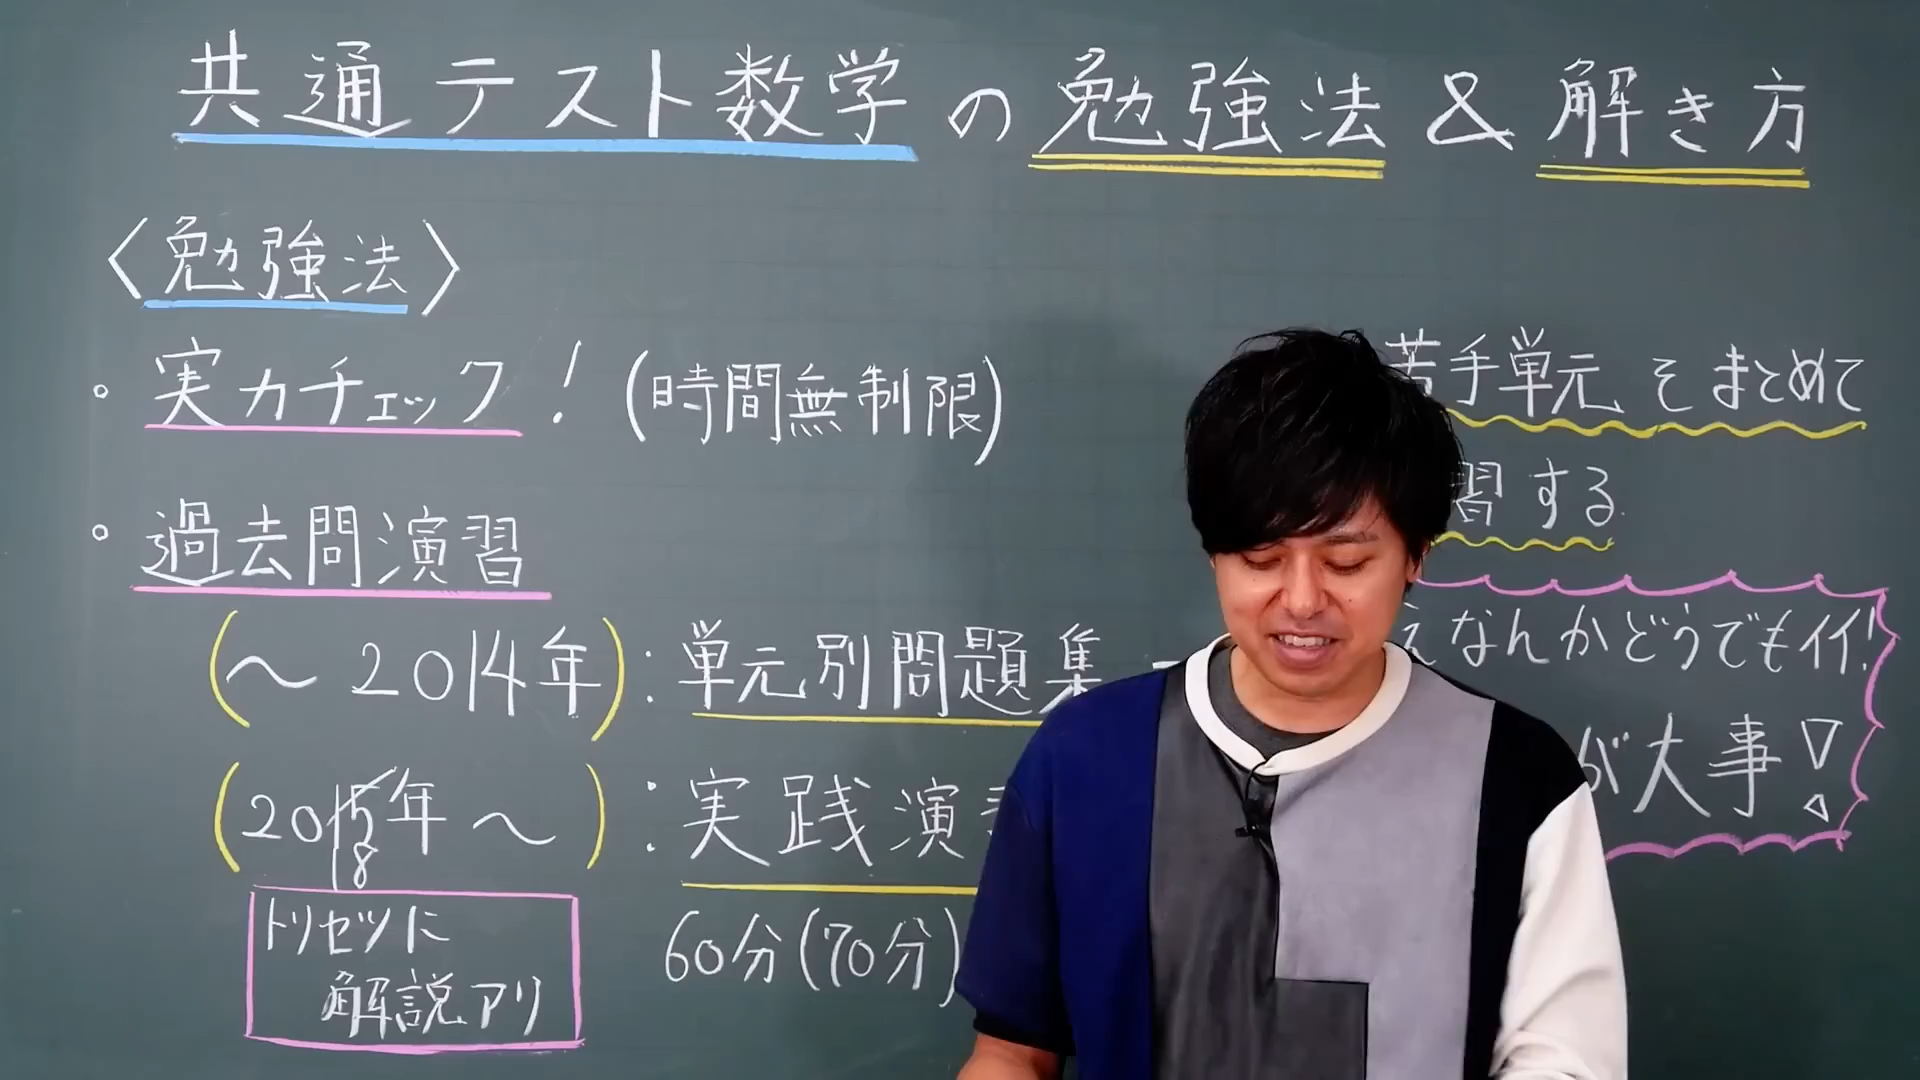 共通テスト数学の勉強法&解き方
〈勉強法〉
・実力チェック!(時間無制限)
・過去問演習
(〜2014年):単元別問題集
(2015年〜):実践演
8
トリセツに
解説アリ
60分(70分)
苦手単元をまとめて
習する
えなんかどうでもイイ!
が大事!